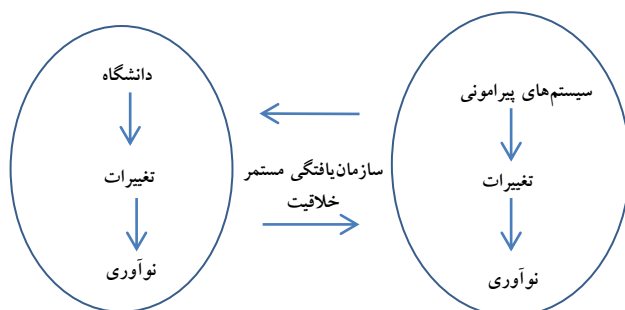 سیستم‌های پیرامونی
تغییرات
نوآوری
سازمان‌یافتگی مستمر
خلاقیت
دانشگاه
تغییرات
نوآوری